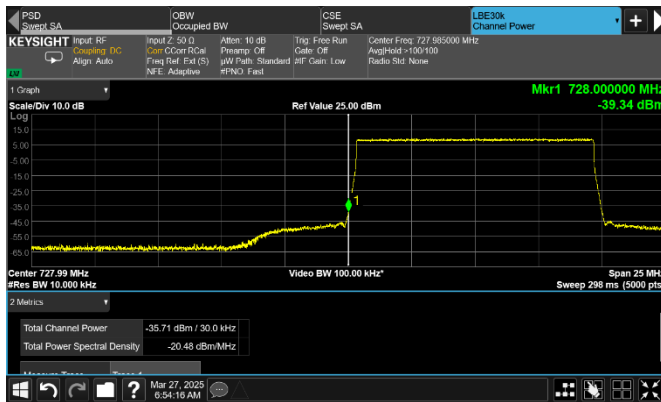 PSD
Swept SA
OBW
Occupied BW
CSE
Swept SA
LBE30k
Channel Power
KEYSIGHT
Input: RF
Coupling: DC
Align: Auto
Input Z: 50 Ω
Corr CCorr RCal
Freq Ref: Ext (S)
NFE: Adaptive
Atten: 10 dB
Preamp: Off
µW Path: Standard
#PNO: Fast
Trig: Free Run
Gate: Off
#IF Gain: Low
Center Freq: 727.985000 MHz
Avg|Hold:>100/100
Radio Std: None
1 Graph
Mkr1 728.000000 MHz
Scale/Div 10.0 dB
Ref Value 25.00 dBm
-39.34 dBm
Log
15.0
5.00
-5.00
-15.0
-25.0
-35.0
-45.0
-55.0
-65.0
1
Center 727.99 MHz
Video BW 100.00 kHz*
Span 25 MHz
#Res BW 10.000 kHz
Sweep 298 ms (5000 pts)
2 Metrics
Total Channel Power -35.71 dBm / 30.0 kHz
Total Power Spectral Density -20.48 dBm/MHz
Mar 27, 2025
6:54:16 AM